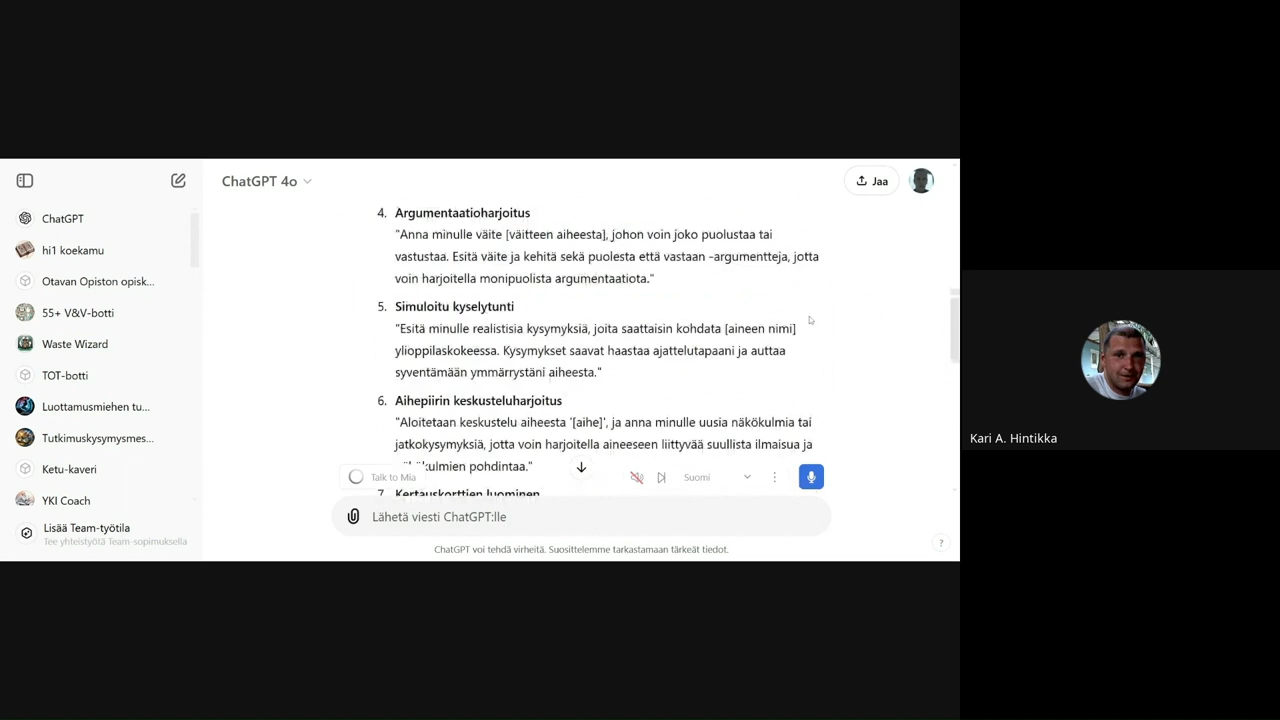 ChatGPT 4o
Jaa
ChatGPT
hi1 koekamu
Otavan Opiston opisk...
55+ V&V-botti
Waste Wizard
TOT-botti
Luottamusmiehen tu...
Tutkimuskysymysmes...
Ketu-kaveri
YKI Coach
Lisää Team-työtila
Tee yhteistyötä Team-sopimuksella
4. Argumentaatioharjoitus
"Anna minulle väite [väitteen aiheesta], johon voin joko puolustaa tai
vastustaa. Esitä väite ja kehitä sekä puolesta että vastaan -argumentteja, jotta
voin harjoitella monipuolista argumentaatiota."
5. Simuloitu kyselytunti
"Esitä minulle realistisia kysymyksiä, joita saattaisin kohdata [aineen nimi]
ylioppilaskokeessa. Kysymykset saavat haastaa ajattelutapaani ja auttaa
syventämään ymmärrystäni aiheesta."
6. Aihepiirin keskusteluharjoitus
"Aloitetaan keskustelu aiheesta '[aihe]', ja anna minulle uusia näkökulmia tai
jatkokysymyksiä, jotta voin harjoitella aineeseen liittyvää suullista ilmaisua ja
pohdintaa."
Talk to Mia
Suomi
7. Kertauskorttien luominen
Lähetä viesti ChatGPT:lle
ChatGPT voi tehdä virheitä. Suosittelemme tarkastamaan tärkeät tiedot.
?
Kari A. Hintikka